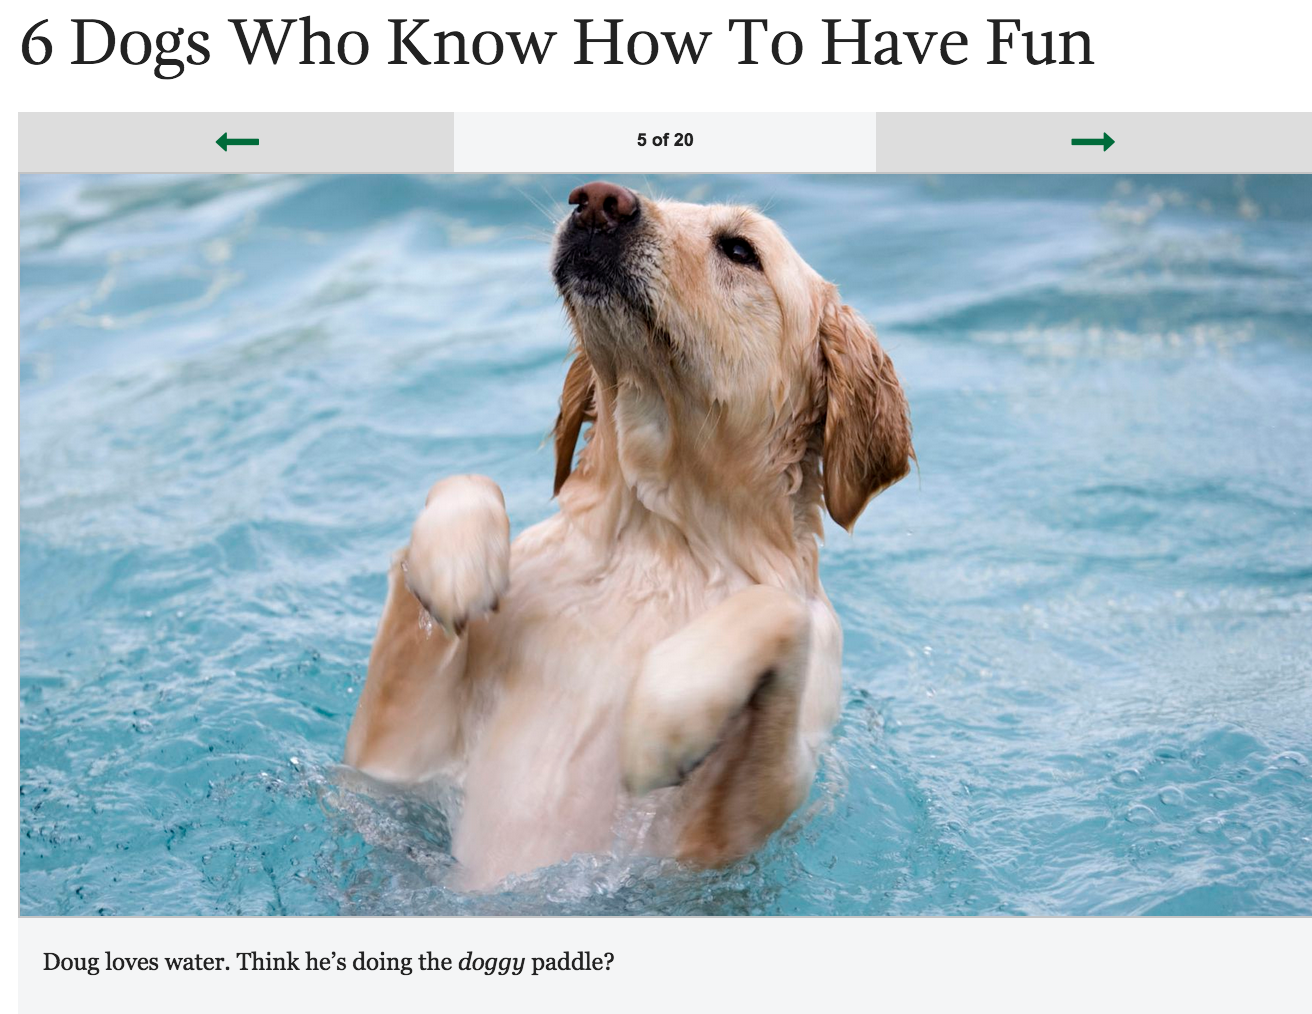 6 Dogs Who Know How To Have Fun
5 of 20
Doug loves water. Think he's doing the doggy paddle?